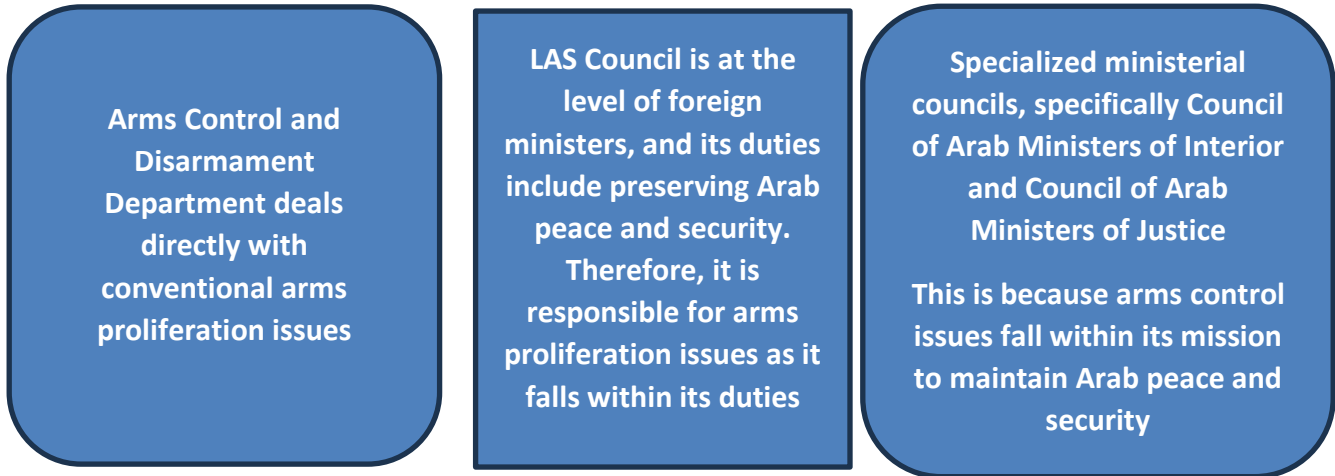 Arms Control and
Disarmament
Department deals
directly with
conventional arms
proliferation issues
LAS Council is at the
level of foreign
ministers, and its duties
include preserving Arab
peace and security.
Therefore, it is
responsible for arms
proliferation issues as it
falls within its duties
Specialized ministerial
councils, specifically Council
of Arab Ministers of Interior
and Council of Arab
Ministers of Justice
This is because arms control
issues fall within its mission
to maintain Arab peace and
security